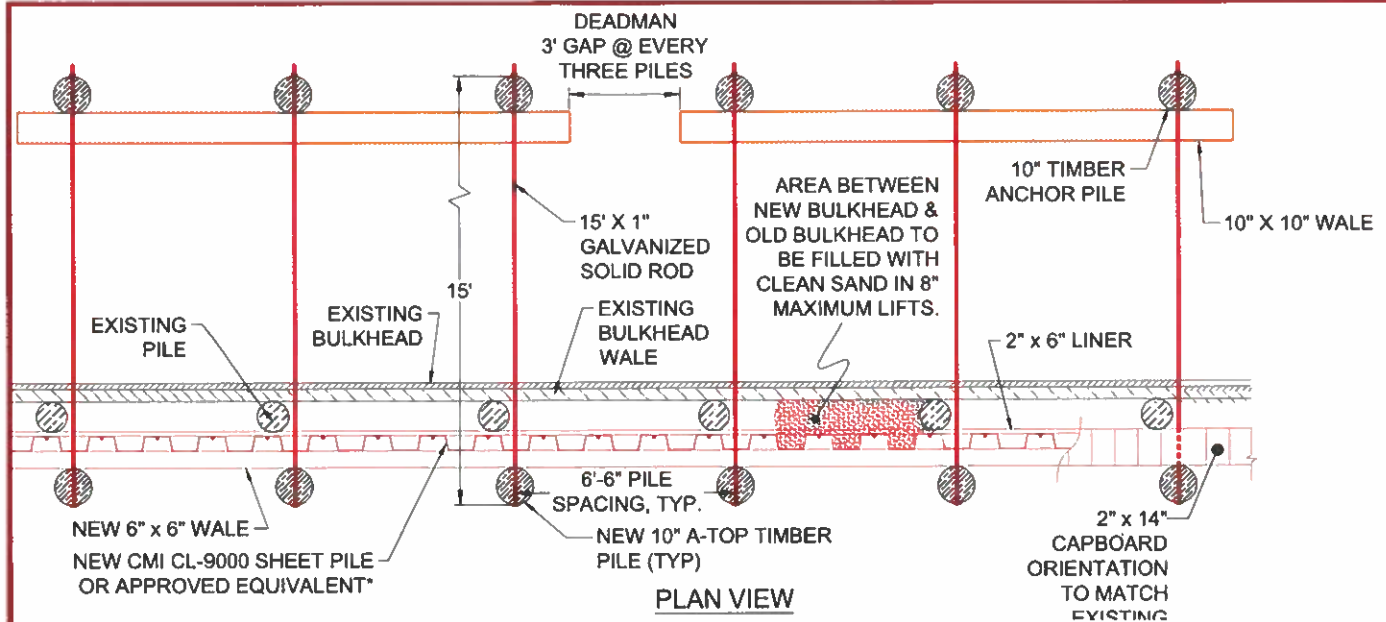 DEADMAN
3' GAP @ EVERY
THREE PILES
10" TIMBER
ANCHOR PILE
10" X 10" WALE
AREA BETWEEN
NEW BULKHEAD &
OLD BULKHEAD TO
BE FILLED WITH
CLEAN SAND IN 8"
MAXIMUM LIFTS.
15' X 1"
GALVANIZED
SOLID ROD
15'
EXISTING
PILE
EXISTING
BULKHEAD
EXISTING
BULKHEAD
WALE
2" x 6" LINER
6'-6" PILE
SPACING, TYP.
NEW 6" x 6" WALE
NEW CMI CL-9000 SHEET PILE
OR APPROVED EQUIVALENT*
NEW 10" A-TOP TIMBER
PILE (TYP)
2" x 14"
CAPBOARD
ORIENTATION
TO MATCH
EXISTING
PLAN VIEW